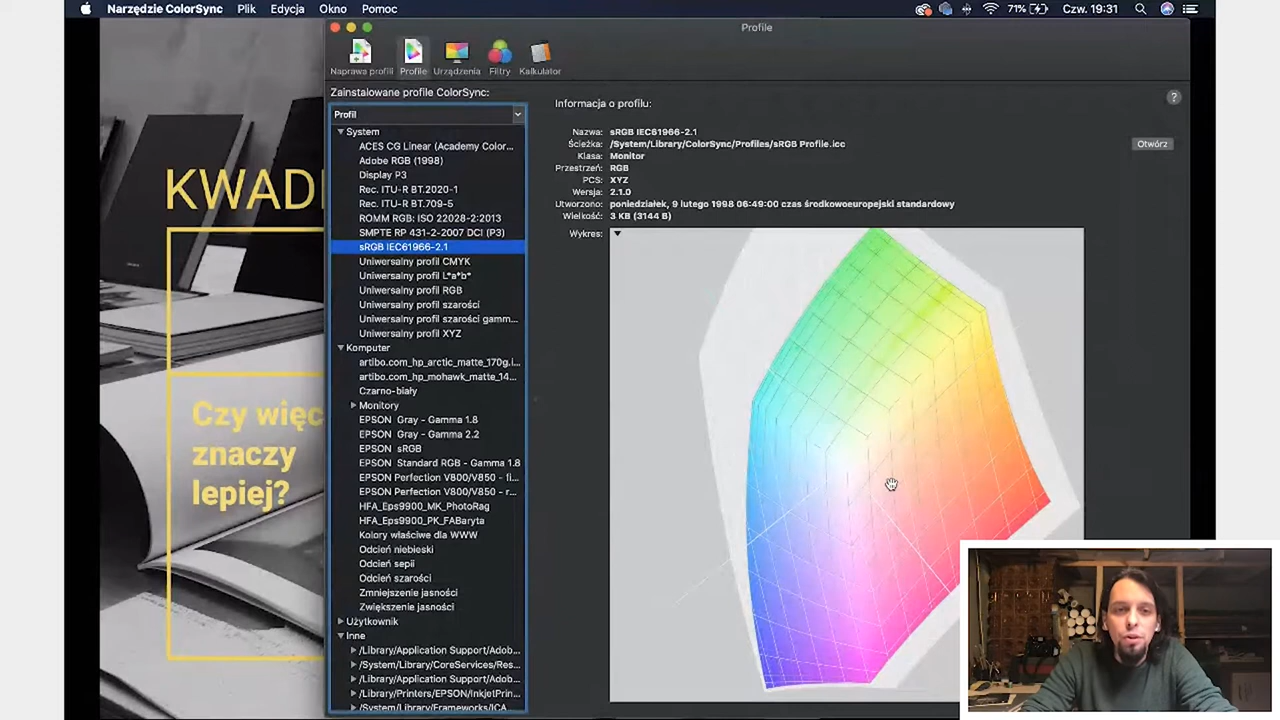 Narzędzie ColorSync Plik Edycja Okno Pomoc 71% Czw. 19:31
Profile
Naprawa profili Profile Urządzenia Filtry Kalkulator
Zainstalowane profile ColorSync:
Profil
System
ACES CG Linear (Academy Color...
Adobe RGB (1998)
Display P3
Rec. ITU-R BT.2020-1
Rec. ITU-R BT.709-5
ROMM RGB: ISO 22028-2:2013
SMPTE RP 431-2-2007 DCI (P3)
sRGB IEC61966-2.1
Uniwersalny profil CMYK
Uniwersalny profil L*a*b*
Uniwersalny profil RGB
Uniwersalny profil szarości
Uniwersalny profil szarości gamm...
Uniwersalny profil XYZ
Komputer
artibo.com_hp_arctic_matte_170g.i...
artibo.com_hp_mohawk_matte_14...
Czarno-biały
Monitory
EPSON Gray - Gamma 1.8
EPSON Gray - Gamma 2.2
EPSON sRGB
EPSON Standard RGB - Gamma 1.8
EPSON Perfection V800/V850 - fi...
EPSON Perfection V800/V850 - r...
HFA_Eps9900_MK_PhotoRag
HFA_Eps9900_PK_FABaryta
Kolory właściwe dla WWW
Odcień niebieski
Odcień sepii
Odcień szarości
Zmniejszenie jasności
Zwiększenie jasności
Użytkownik
Inne
/Library/Application Support/Adob...
/System/Library/CoreServices/Res...
/Library/Application Support/Adob...
/Library/Printers/EPSON/InkjetPrin...
/System/Library/Frameworks/ICA
Informacja o profilu:
?
Nazwa: sRGB IEC61966-2.1
Ścieżka: /System/Library/ColorSync/Profiles/sRGB Profile.icc
Otwórz
Klasa: Monitor
Przestrzeń: RGB
PCS: XYZ
Wersja: 2.1.0
Utworzono: poniedziałek, 9 lutego 1998 06:49:00 czas środkowoeuropejski standardowy
Wielkość: 3 KB (3144 B)
Wykres:
KWAD
Czy więc
znaczy
lepiej?